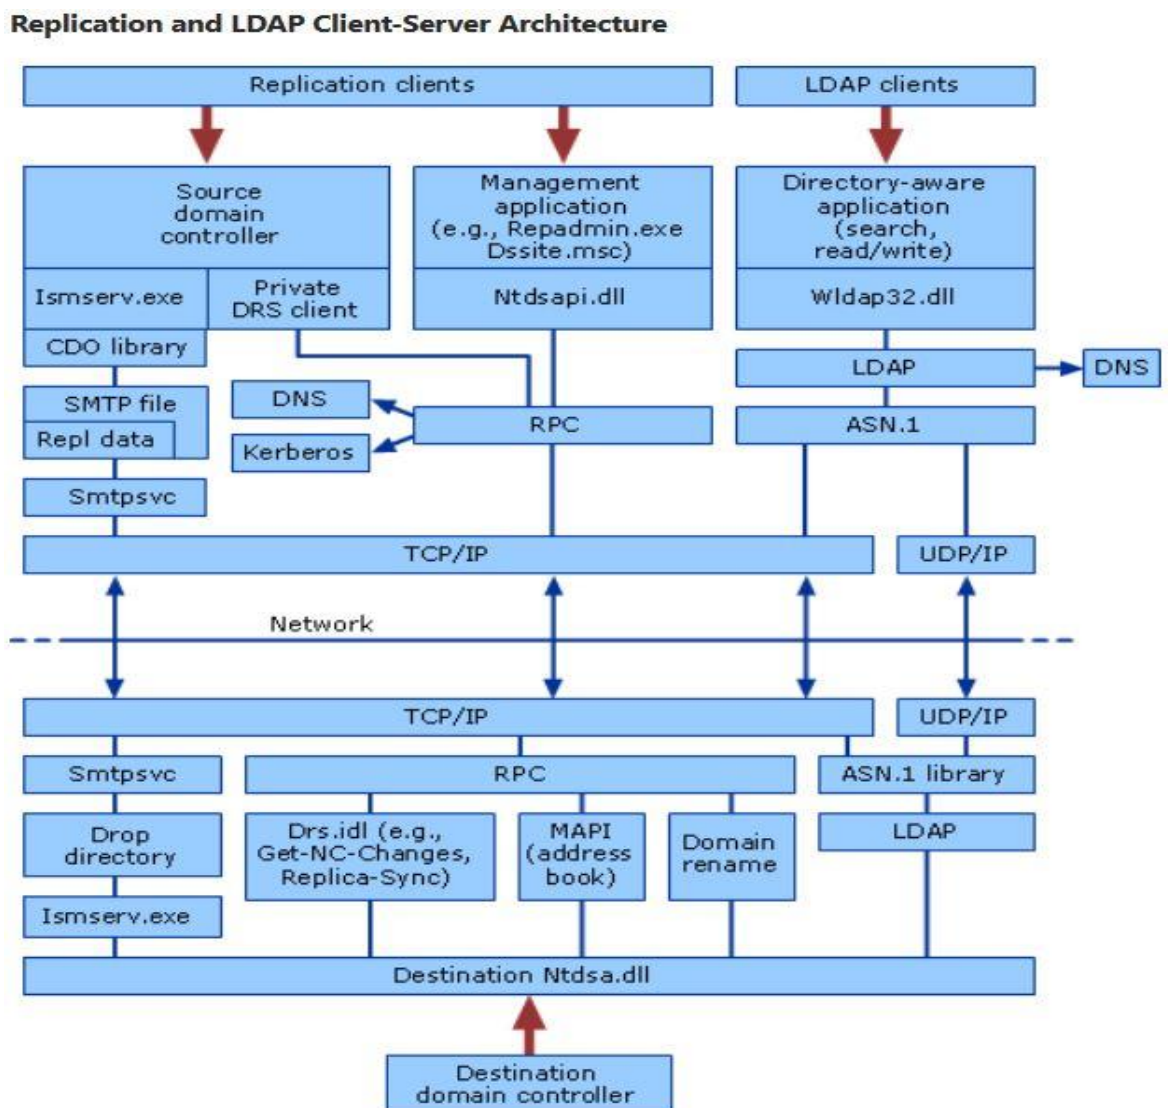 Replication and LDAP Client-Server Architecture
Replication clients
LDAP clients
Source
domain
controller
Management
application
(e.g., Repadmin.exe
Dssite.msc)
Directory-aware
application
(search,
read/write)
Ismserv.exe
Private
DRS client
Ntdsapi.dll
Wldap32.dll
CDO library
LDAP
DNS
SMTP file
Repl data
DNS
Kerberos
RPC
ASN.1
Smtpsvc
TCP/IP
UDP/IP
Network
TCP/IP
UDP/IP
Smtpsvc
RPC
ASN.1 library
Drop
directory
Drs.idl (e.g.,
Get-NC-Changes,
Replica-Sync)
MAPI
(address
book)
Domain
rename
LDAP
Ismserv.exe
Destination Ntdsa.dll
Destination
domain controller